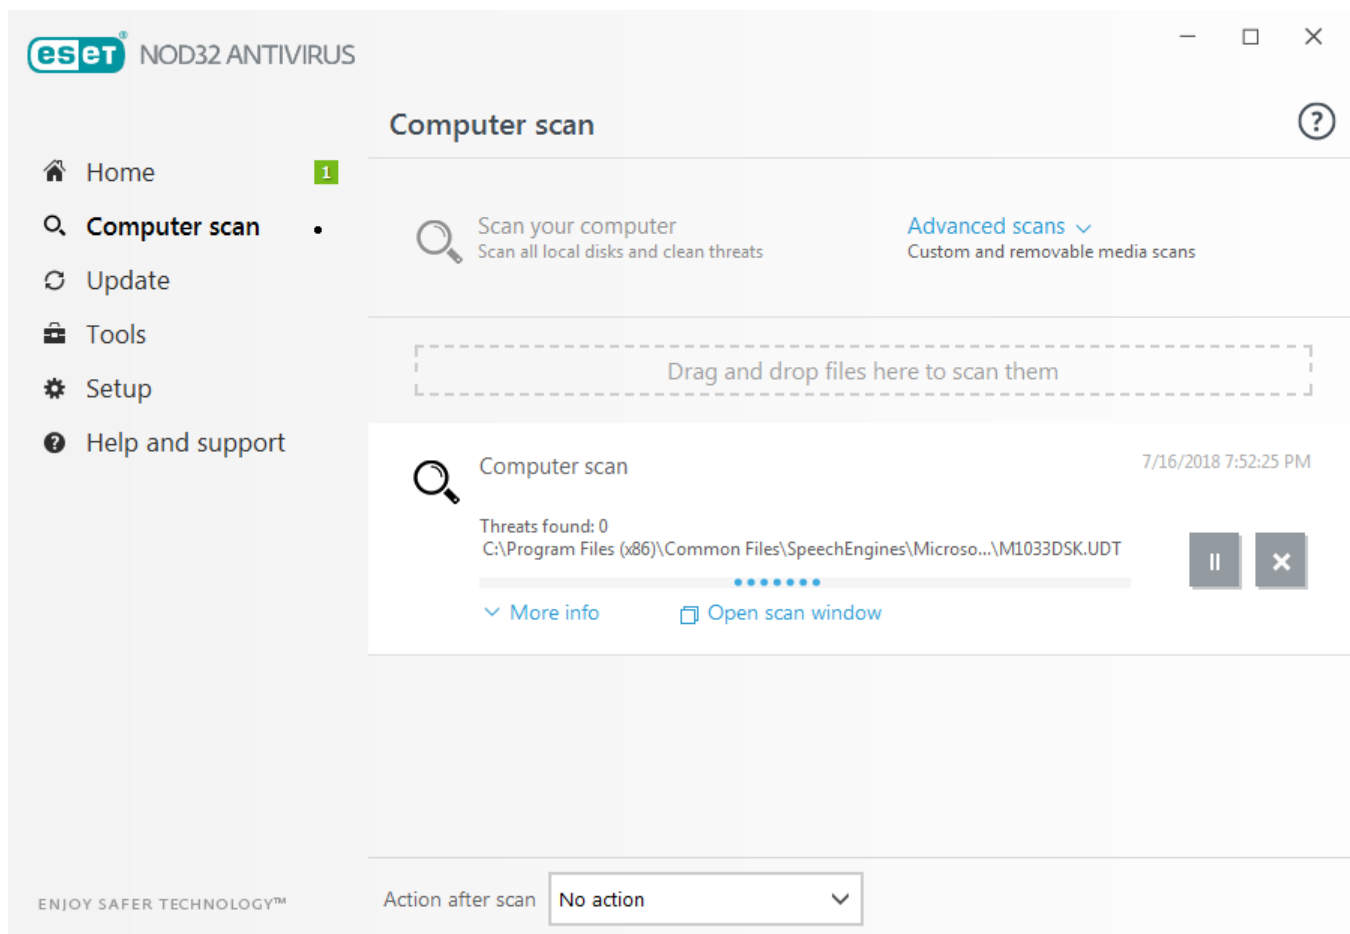 eset® NOD32 ANTIVIRUS
Computer scan
?
Home 1
Computer scan
Update
Tools
Setup
Help and support
Scan your computer
Scan all local disks and clean threats
Advanced scans
Custom and removable media scans
Drag and drop files here to scan them
Computer scan
7/16/2018 7:52:25 PM
Threats found: 0
C:\Program Files (x86)\Common Files\SpeechEngines\Microso...\M1033DSK.UDT
More info
Open scan window
ENJOY SAFER TECHNOLOGY™
Action after scan No action